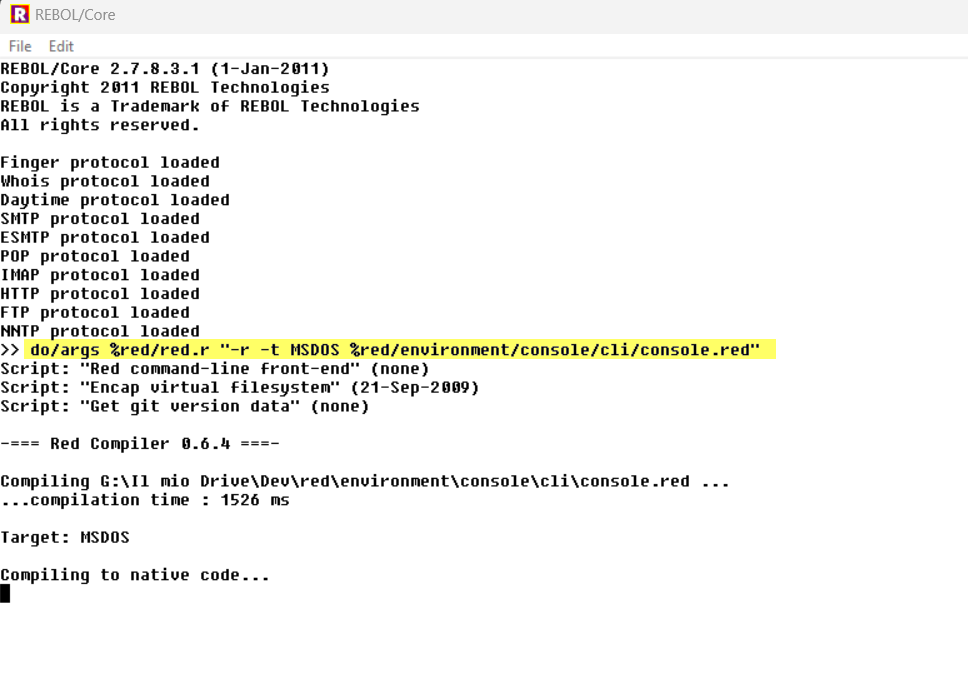 REBOL/Core
File Edit
REBOL/Core 2.7.8.3.1 (1-Jan-2011)
Copyright 2011 REBOL Technologies
REBOL is a Trademark of REBOL Technologies
All rights reserved.
Finger protocol loaded
Whois protocol loaded
Daytime protocol loaded
SMTP protocol loaded
ESMTP protocol loaded
POP protocol loaded
IMAP protocol loaded
HTTP protocol loaded
FTP protocol loaded
NNTP protocol loaded
>> do/args %red/red.r "-r -t MSDOS %red/environment/console/cli/console.red"
Script: "Red command-line front-end" (none)
Script: "Encap virtual filesystem" (21-Sep-2009)
Script: "Get git version data" (none)
-=== Red Compiler 0.6.4 ===-
Compiling G:\Il mio Drive\Dev\red\environment\console\cli\console.red ...
...compilation time : 1526 ms
Target: MSDOS
Compiling to native code...